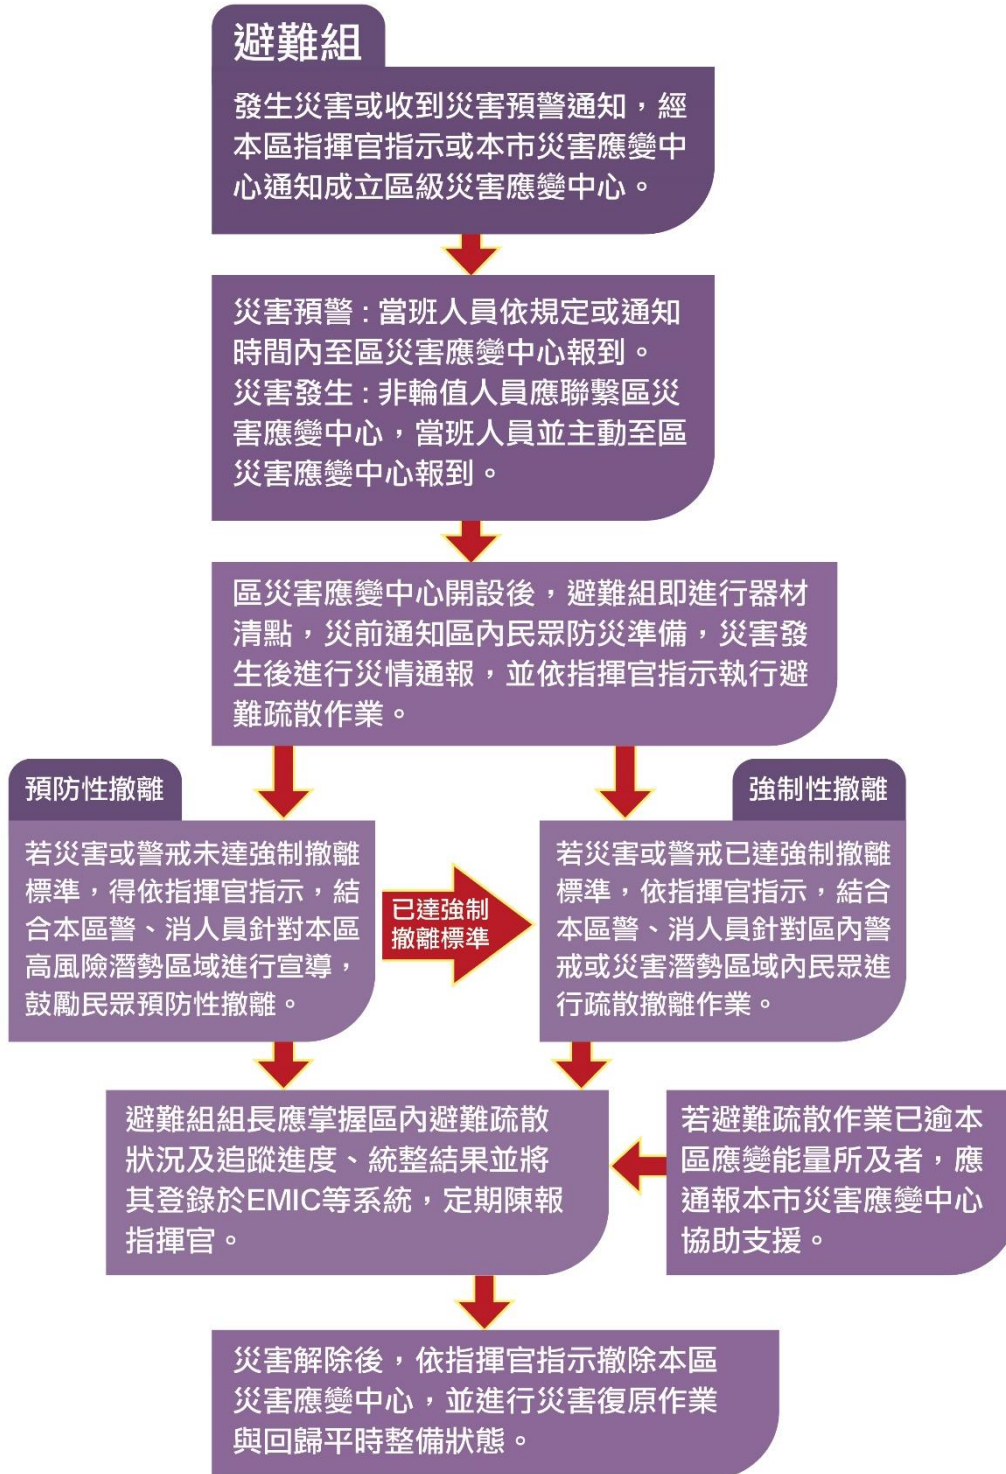 避難組
發生災害或收到災害預警通知，經
本區指揮官指示或本市災害應變中
心通知成立區級災害應變中心。
災害預警：當班人員依規定或通知
時間內至區災害應變中心報到。
災害發生：非輪值人員應聯繫區災
害應變中心，當班人員並主動至區
災害應變中心報到。
區災害應變中心開設後，避難組即進行器材
清點，災前通知區內民眾防災準備，災害發
生後進行災情通報，並依指揮官指示執行避
難疏散作業。
預防性撤離
若災害或警戒未達強制撤離
標準，得依指揮官指示，結
合本區警、消人員針對本區
高風險潛勢區域進行宣導，
鼓勵民眾預防性撤離。
已達強制
撤離標準
強制性撤離
若災害或警戒已達強制撤離
標準，依指揮官指示，結合
本區警、消人員針對區內警
戒或災害潛勢區域內民眾進
行疏散撤離作業。
避難組組長應掌握區內避難疏散
狀況及追蹤進度、統整結果並將
其登錄於EMIC等系統，定期陳報
指揮官。
若避難疏散作業已逾本
區應變能量所及者，應
通報本市災害應變中心
協助支援。
災害解除後，依指揮官指示撤除本區
災害應變中心，並進行災害復原作業
與回歸平時整備狀態。